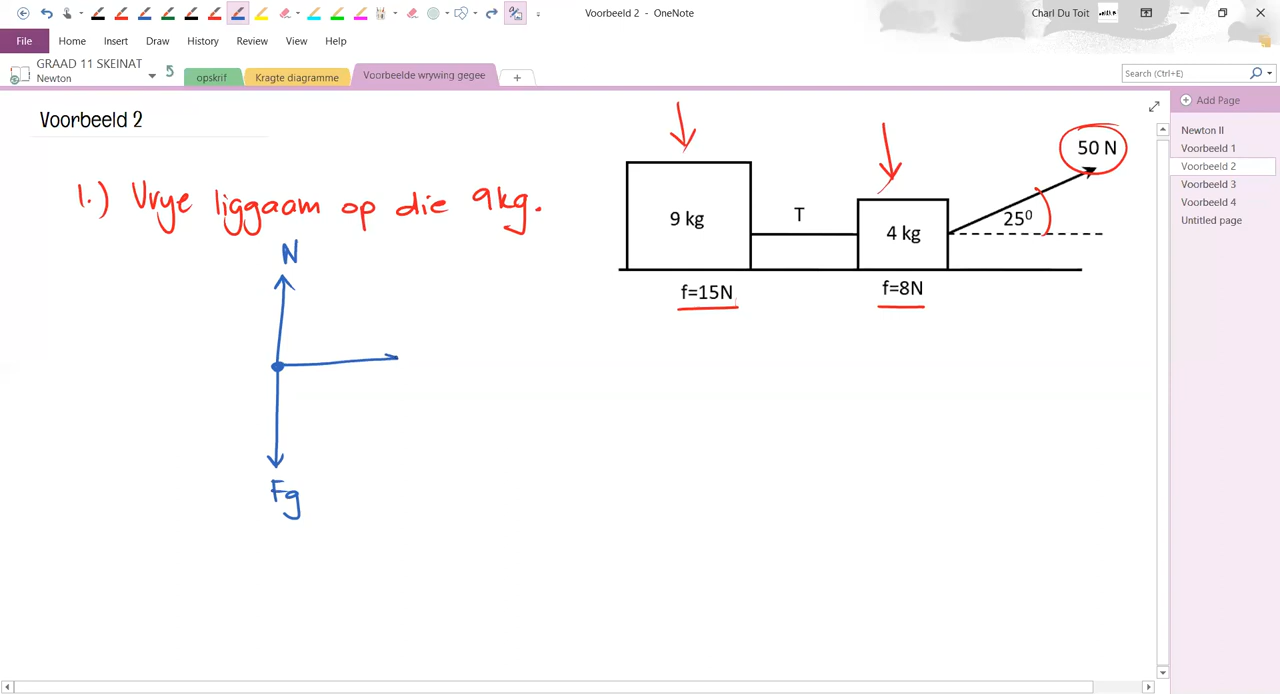 Voorbeeld 2 - OneNote
Charl Du Toit
File Home Insert Draw History Review View Help
GRAAD 11 SKEINAT
Newton
opskrif
Kragte diagramme
Voorbeelde wrywing gegee
Search (Ctrl+E)
Add Page
Newton II
Voorbeeld 1
Voorbeeld 2
Voorbeeld 3
Voorbeeld 4
Untitled page
Voorbeeld 2
1.) Vrye liggaam op die 9kg.
N
Fg
50 N
25⁰
9 kg
T
4 kg
f=15N
f=8N